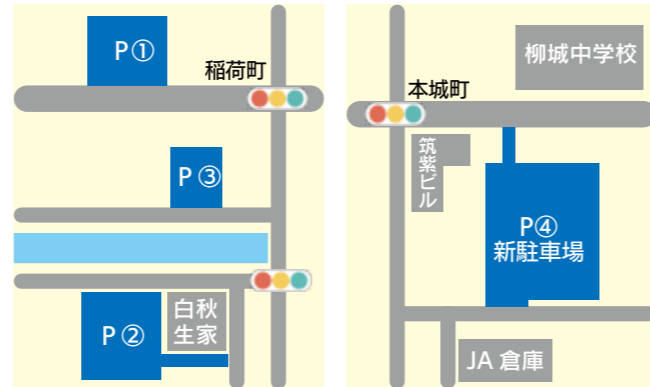 P①
稲荷町
P③
白秋
生家
P②
柳城中学校
本城町
筑紫ビル
P④
新駐車場
JA 倉庫